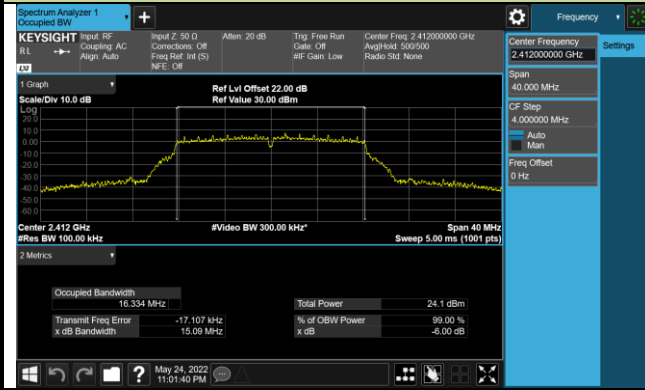 Spectrum Analyzer 1
Occupied BW
+
Frequency
KEYSIGHT
RL
LXI
Input: RF
Coupling: AC
Align: Auto
Input Z: 50 Ω
Corrections: Off
Freq Ref: Int (S)
NFE: Off
Atten: 20 dB
Trig: Free Run
Gate: Off
#IF Gain: Low
Center Freq: 2.412000000 GHz
Avg|Hold: 500/500
Radio Std: None
Center Frequency
2.412000000 GHz
Settings
Span
40.000 MHz
CF Step
4.000000 MHz
Auto
Man
Freq Offset
0 Hz
1 Graph
Scale/Div 10.0 dB
Ref Lvl Offset 22.00 dB
Ref Value 30.00 dBm
Log
20.0
10.0
0.00
-10.0
-20.0
-30.0
-40.0
-50.0
-60.0
Center 2.412 GHz
#Res BW 100.00 kHz
#Video BW 300.00 kHz*
Span 40 MHz
Sweep 5.00 ms (1001 pts)
2 Metrics
Occupied Bandwidth
16.334 MHz
Total Power 24.1 dBm
Transmit Freq Error -17.107 kHz
% of OBW Power 99.00 %
x dB Bandwidth 15.09 MHz
x dB -6.00 dB
?
May 24, 2022
11:01:40 PM